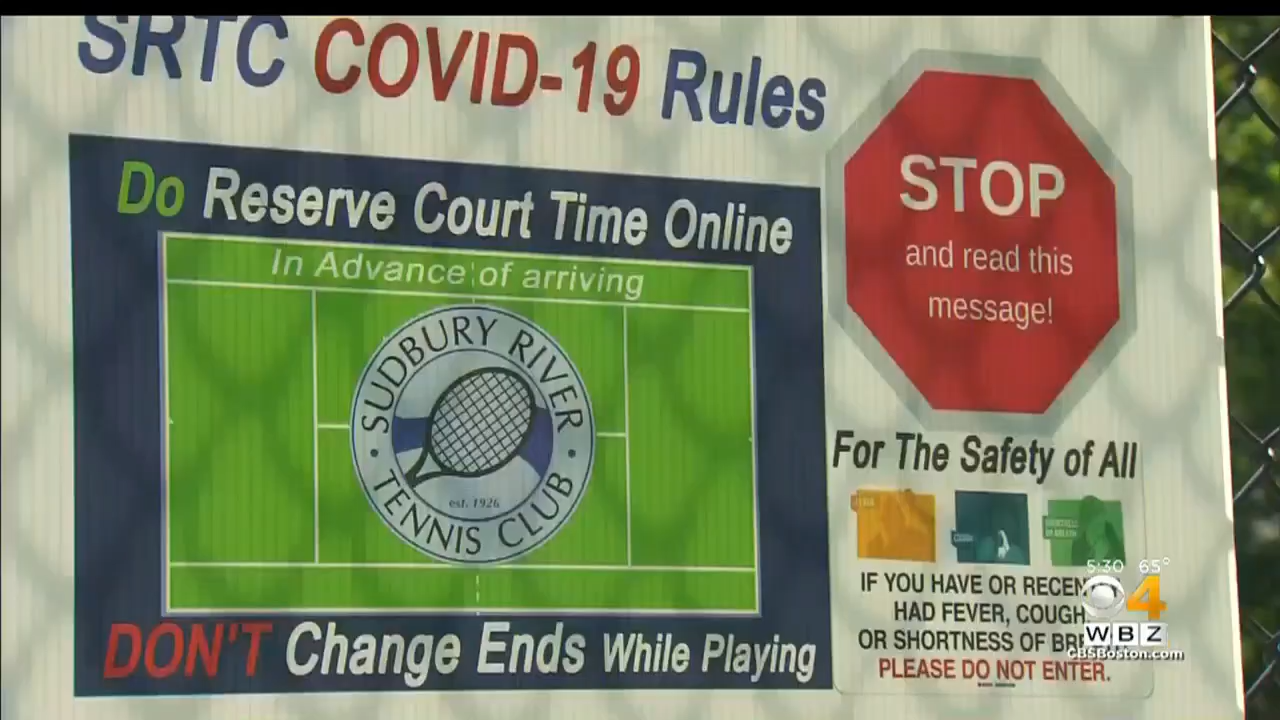 SRTC COVID-19 Rules
Do Reserve Court Time Online
In Advance of arriving
SUDBURY RIVER
TENNIS CLUB
est. 1926
DON'T Change Ends While Playing
STOP
and read this
message!
For The Safety of All
IF YOU HAVE OR
HAD FEVER, COUGH
OR SHORTNESS OF
PLEASE DO NOT ENTER.
5:30 65°
4
WBZ
CBSBoston.com